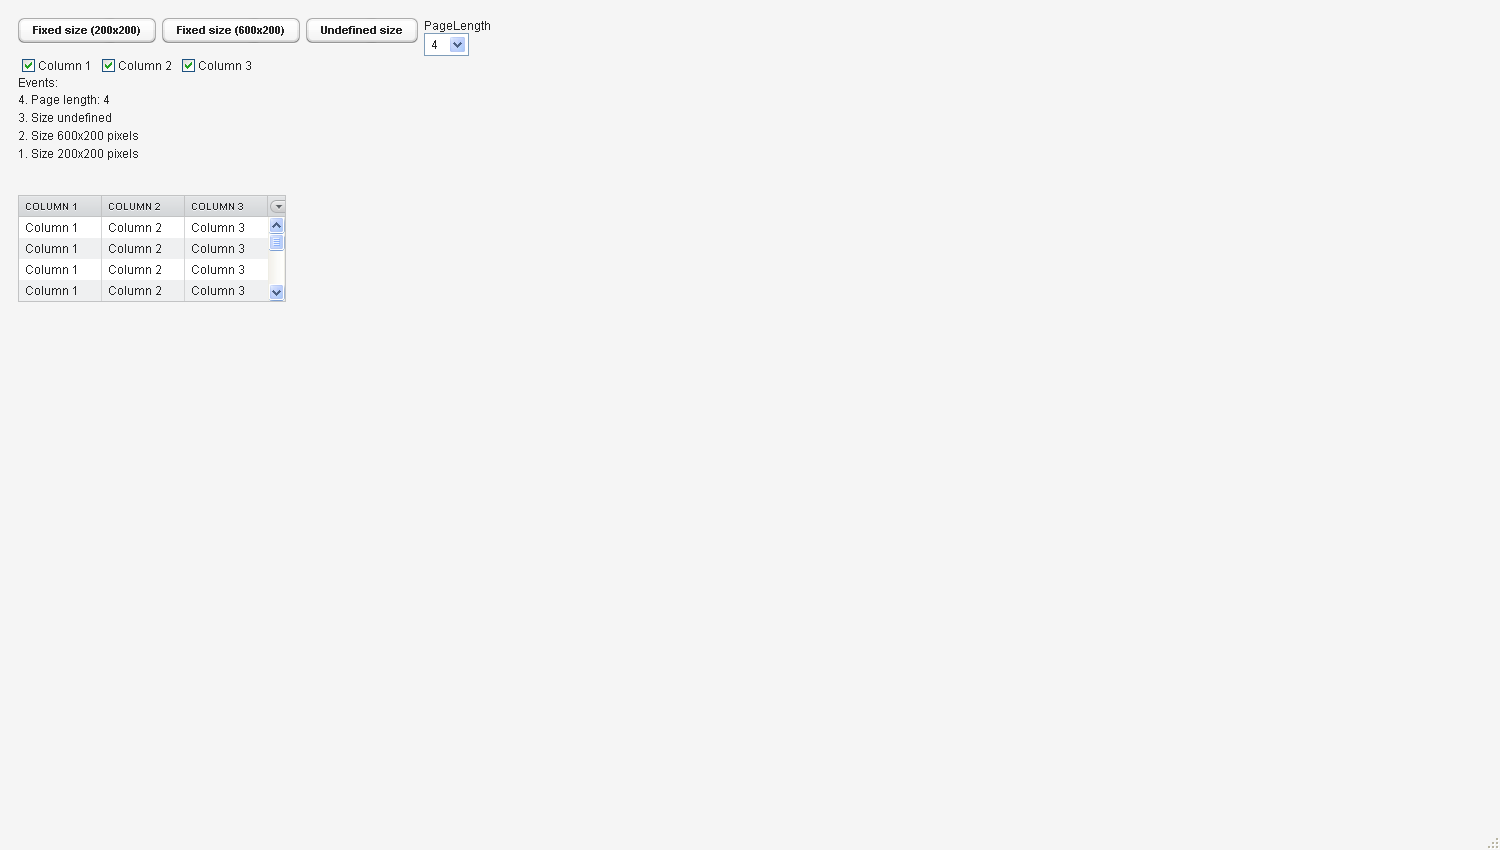 Fixed size (200x200) Fixed size (600x200) Undefined size PageLength
4
Column 1 Column 2 Column 3
Events:
4. Page length: 4
3. Size undefined
2. Size 600x200 pixels
1. Size 200x200 pixels
COLUMN 1 COLUMN 2 COLUMN 3
Column 1 Column 2 Column 3
Column 1 Column 2 Column 3
Column 1 Column 2 Column 3
Column 1 Column 2 Column 3